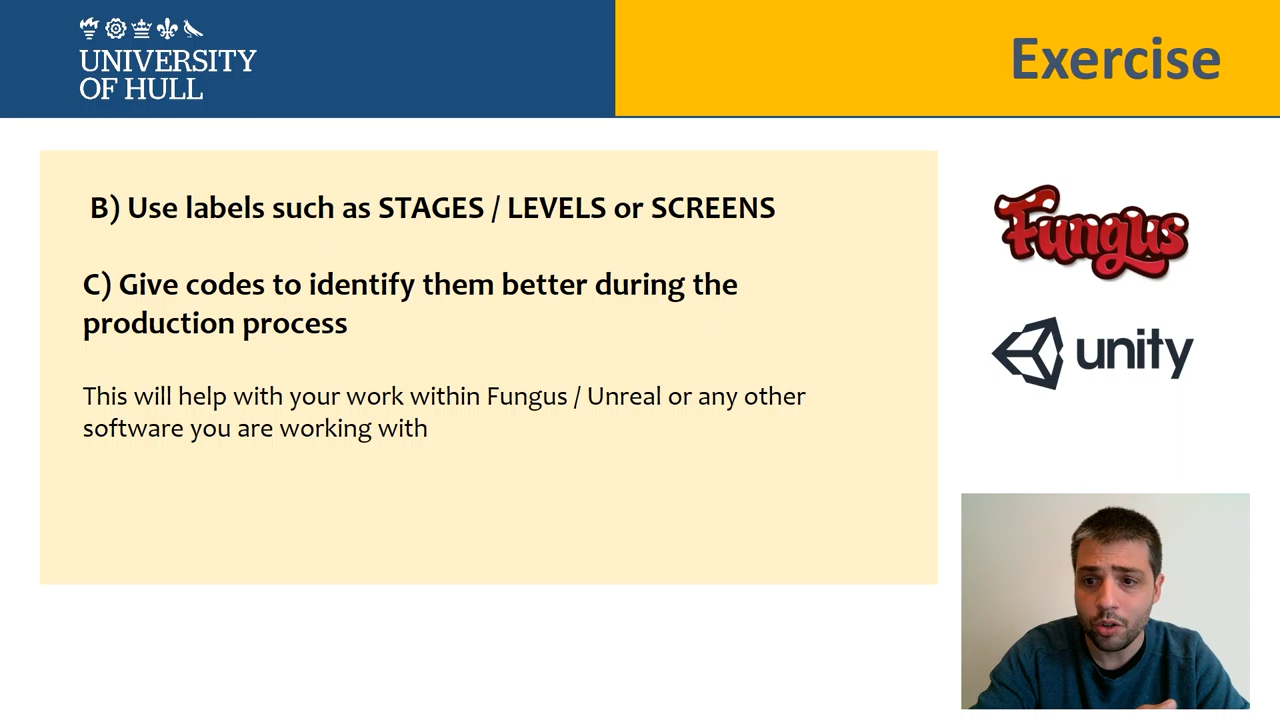 UNIVERSITY
OF HULL
Exercise
B) Use labels such as STAGES / LEVELS or SCREENS
C) Give codes to identify them better during the
production process
This will help with your work within Fungus / Unreal or any other
software you are working with
Fungus
unity